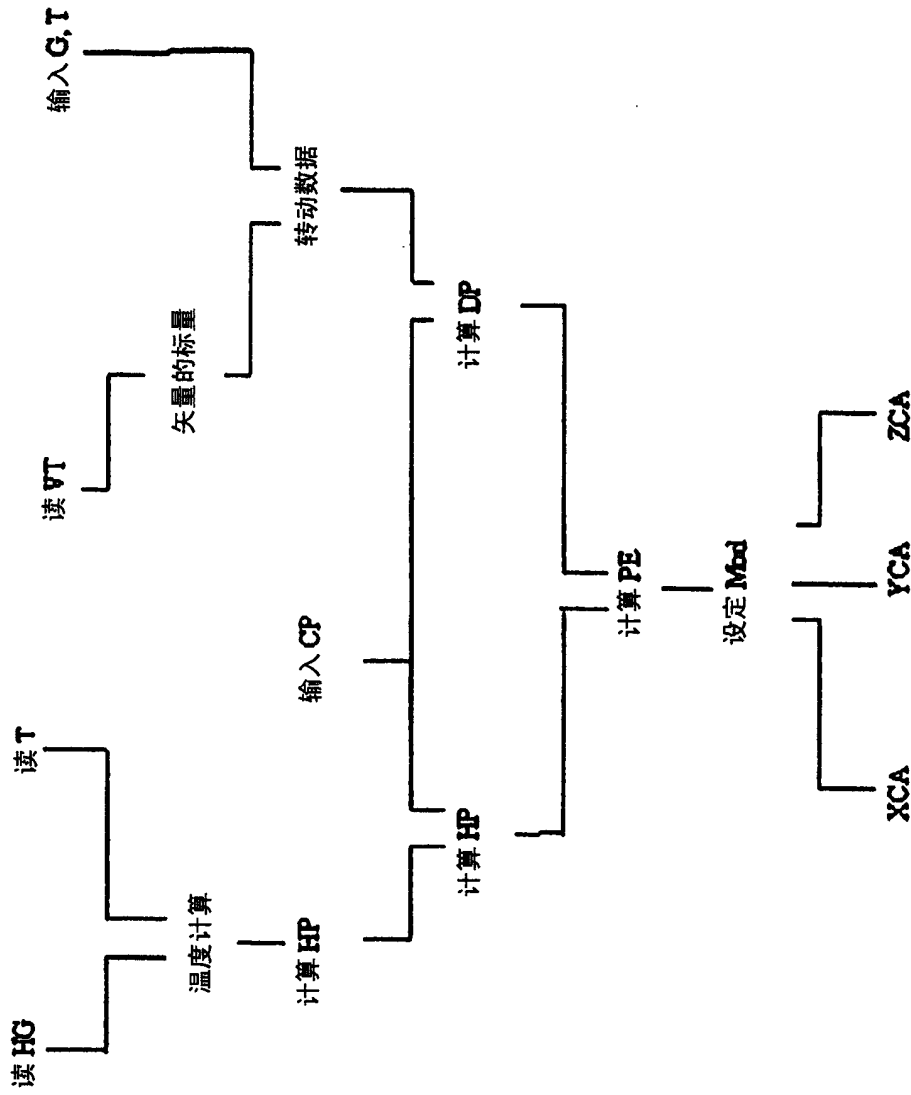 读 HG
读 T
读 VT
输入 G, T
温度计算
矢量的标量
计算 HP
输入 CP
转动数据
计算 HP
计算 DP
计算 PE
设定 Mod
XCA
YCA
ZCA